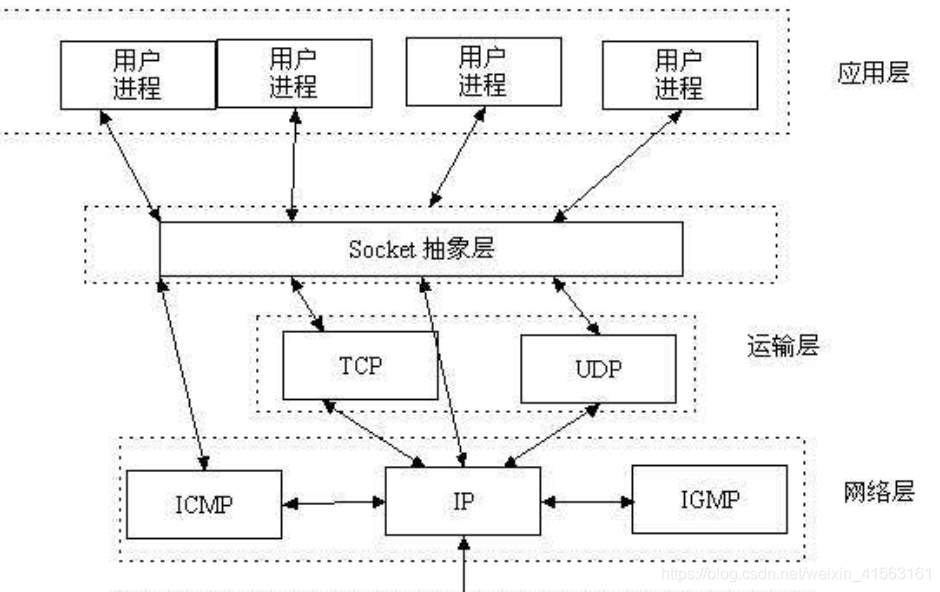 用户
进程
用户
进程
用户
进程
用户
进程
应用层
Socket 抽象层
运输层
TCP
UDP
网络层
ICMP
IP
IGMP
https://blog.csdn.net/weixin_41563161